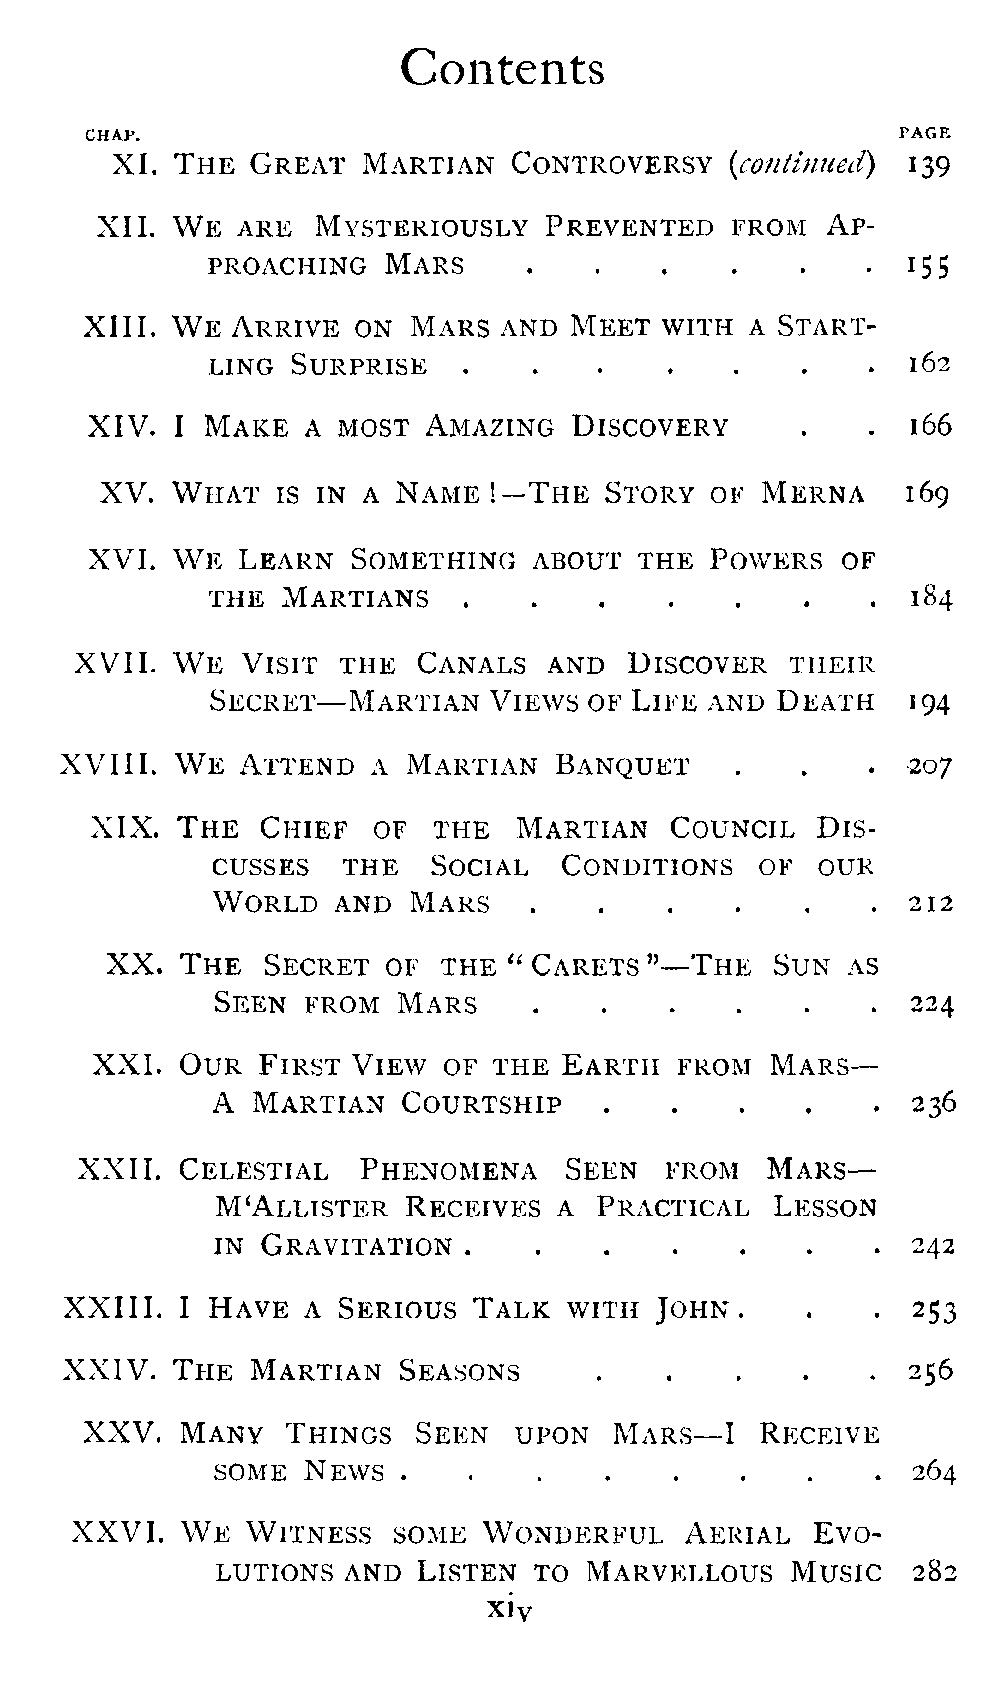 Contents
CHAP. PAGE
XI. The Great Martian Controversy (continued) 139
XII. We are Mysteriously Prevented from Ap-
proaching Mars . . . . . . 155
XIII. We Arrive on Mars and Meet with a Start-
ling Surprise . . . . . . . 162
XIV. I Make a most Amazing Discovery . . 166
XV. What is in a Name!—The Story of Merna 169
XVI. We Learn Something about the Powers of
the Martians . . . . . . . 184
XVII. We Visit the Canals and Discover their
Secret—Martian Views of Life and Death 194
XVIII. We Attend a Martian Banquet . . . 207
XIX. The Chief of the Martian Council Dis-
cusses the Social Conditions of our
World and Mars . . . . . . 212
XX. The Secret of the “Carets”—The Sun as
Seen from Mars . . . . . . 224
XXI. Our First View of the Earth from Mars—
A Martian Courtship . . . . . 236
XXII. Celestial Phenomena Seen from Mars—
M‘Allister Receives a Practical Lesson
in Gravitation . . . . . . . 242
XXIII. I Have a Serious Talk with John . . . 253
XXIV. The Martian Seasons . . . . . 256
XXV. Many Things Seen upon Mars—I Receive
some News . . . . . . . . 264
XXVI. We Witness some Wonderful Aerial Evo-
lutions and Listen to Marvellous Music 282
xiv